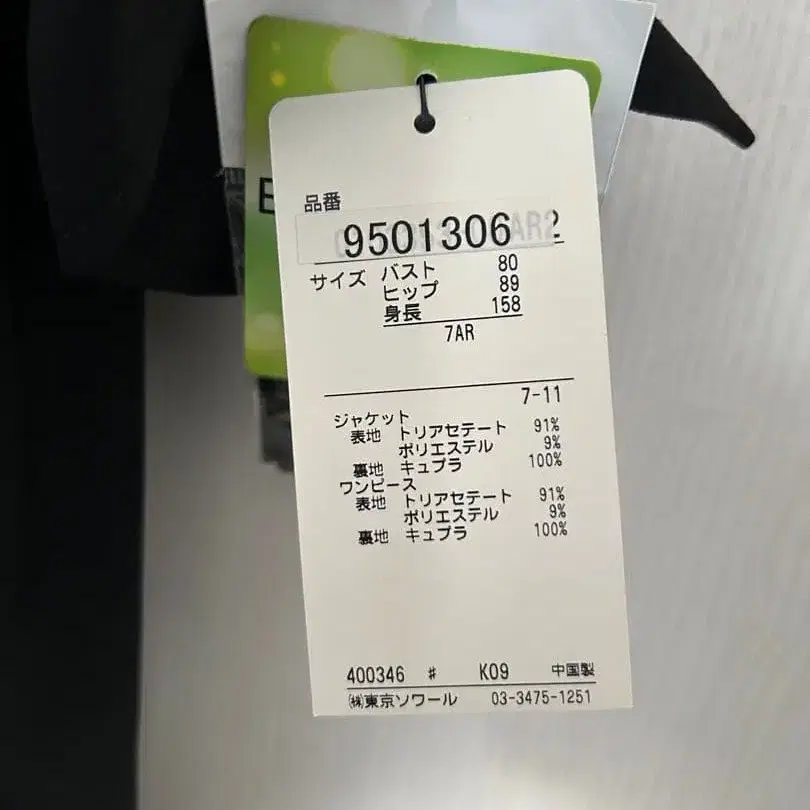 品番
9501306
サイズ バスト 80
ヒップ 89
身長 158
7AR
7-11
ジャケット
表地 トリアセテート 91%
ポリエステル 9%
裏地 キュプラ 100%
ワンピース
表地 トリアセテート 91%
ポリエステル 9%
裏地 キュプラ 100%
400346 # K09 中国製
㈱東京ソワール 03-3475-1251